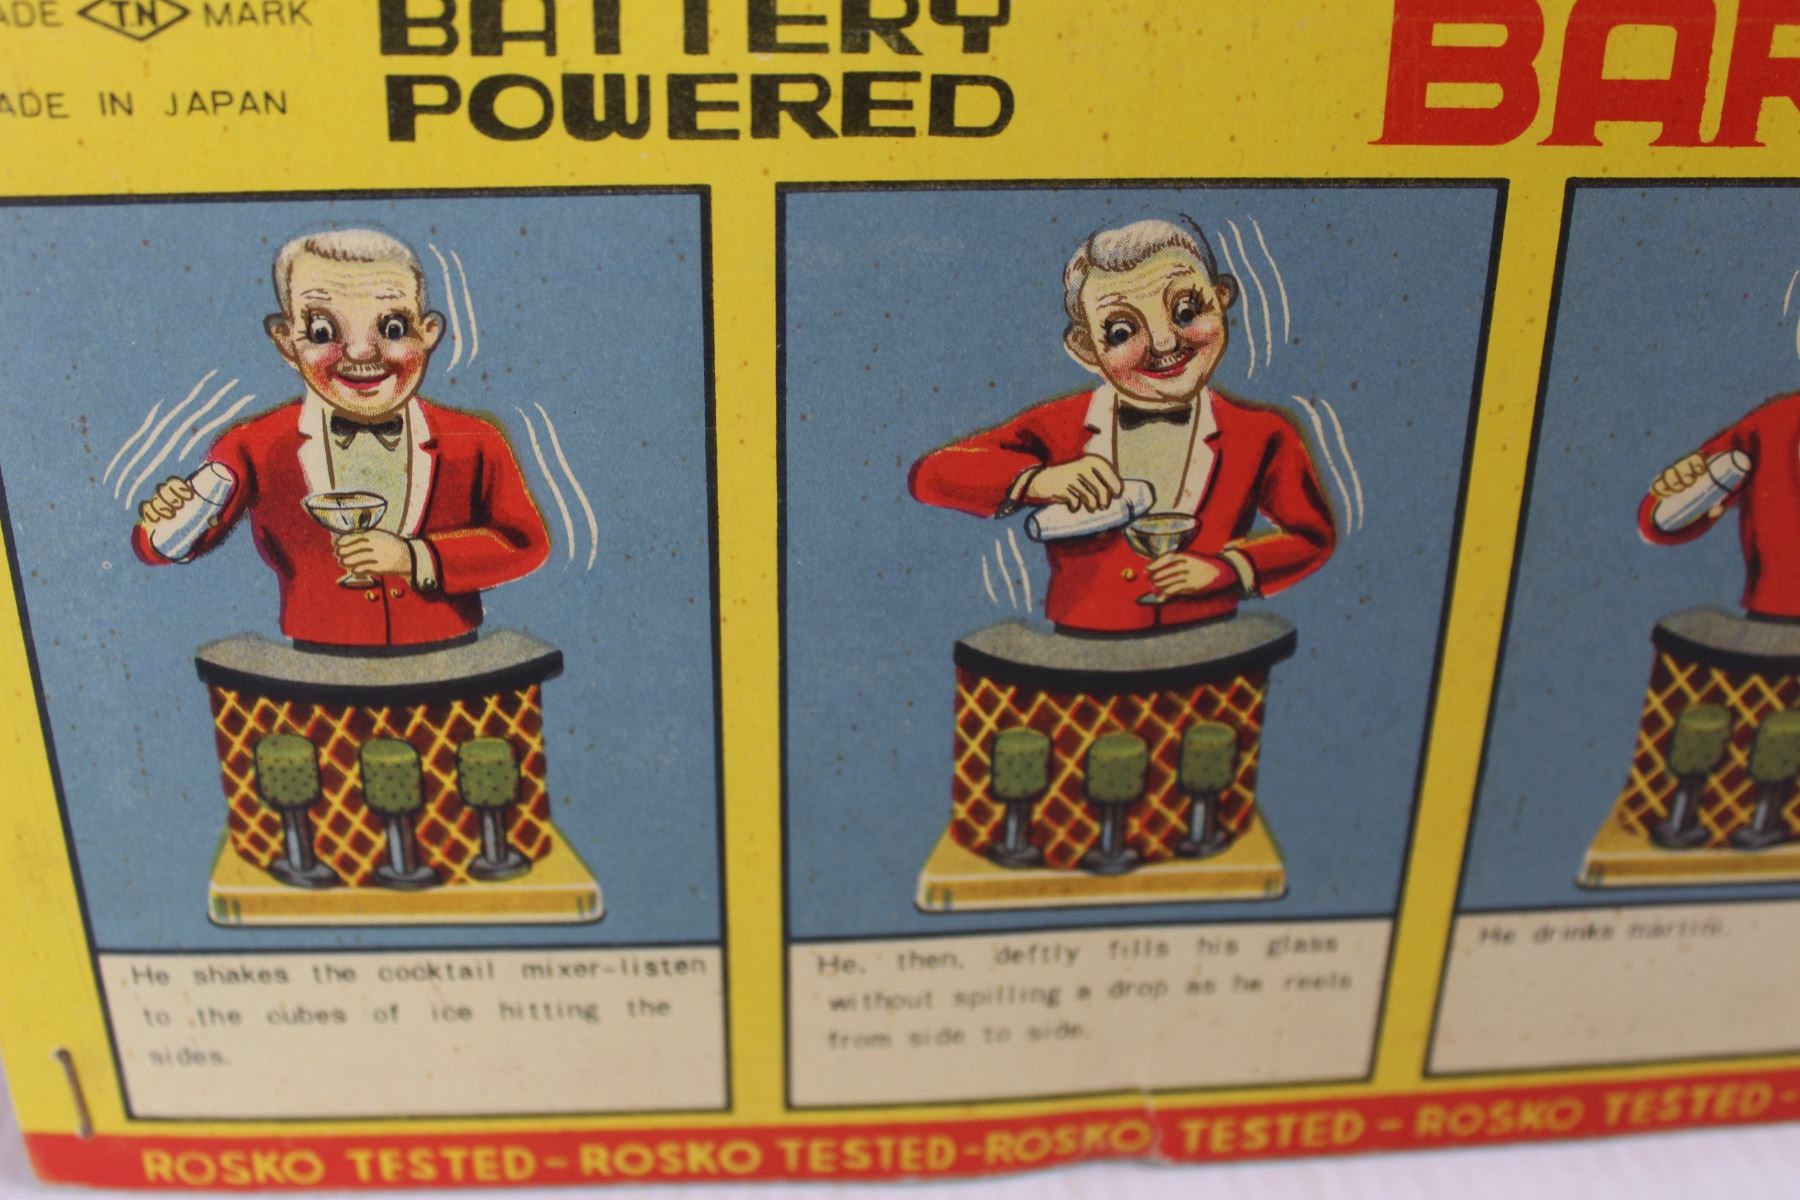 ADE TN MARK
ADE IN JAPAN
BATTERY
POWERED
BAR
He shakes the cocktail mixer-listen
to the cubes of ice hitting the
sides.
He, then, deftly fills his glass
without spilling a drop as he reels
from side to side.
He drinks martini.
ROSKO TESTED-ROSKO TESTED-ROSKO TESTED-ROSKO TESTED-